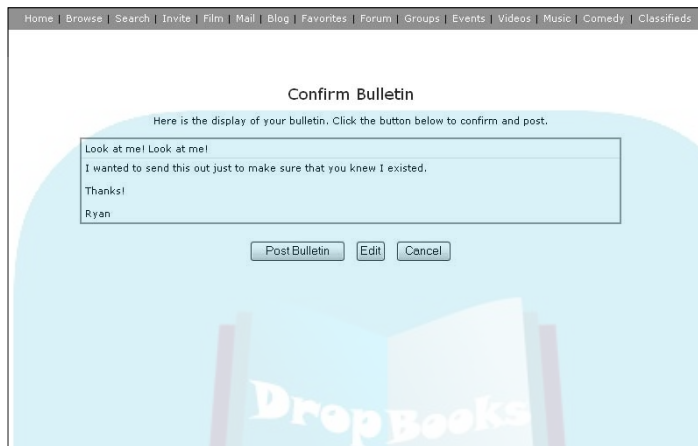 Home | Browse | Search | Invite | Film | Mail | Blog | Favorites | Forum | Groups | Events | Videos | Music | Comedy | Classifieds
Confirm Bulletin
Here is the display of your bulletin. Click the button below to confirm and post.
Look at me! Look at me!
I wanted to send this out just to make sure that you knew I existed.
Thanks!
Ryan
Post Bulletin Edit Cancel
Drop Books